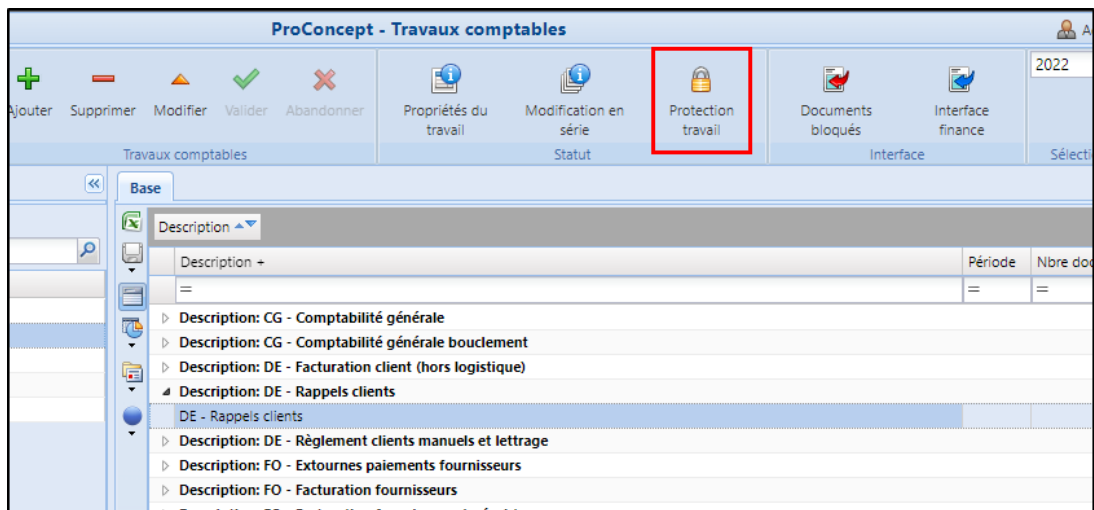 ProConcept - Travaux comptables
2022
Ajouter Supprimer Modifier Valider Abandonner Propriétés du travail Modification en série Protection travail Documents bloqués Interface finance
Travaux comptables Statut Interface
Base
Description
Description + Période Nbre
= = =
Description: CG - Comptabilité générale
Description: CG - Comptabilité générale bouclement
Description: DE - Facturation client (hors logistique)
Description: DE - Rappels clients
DE - Rappels clients
Description: DE - Règlement clients manuels et lettrage
Description: FO - Extournes paiements fournisseurs
Description: FO - Facturation fournisseurs